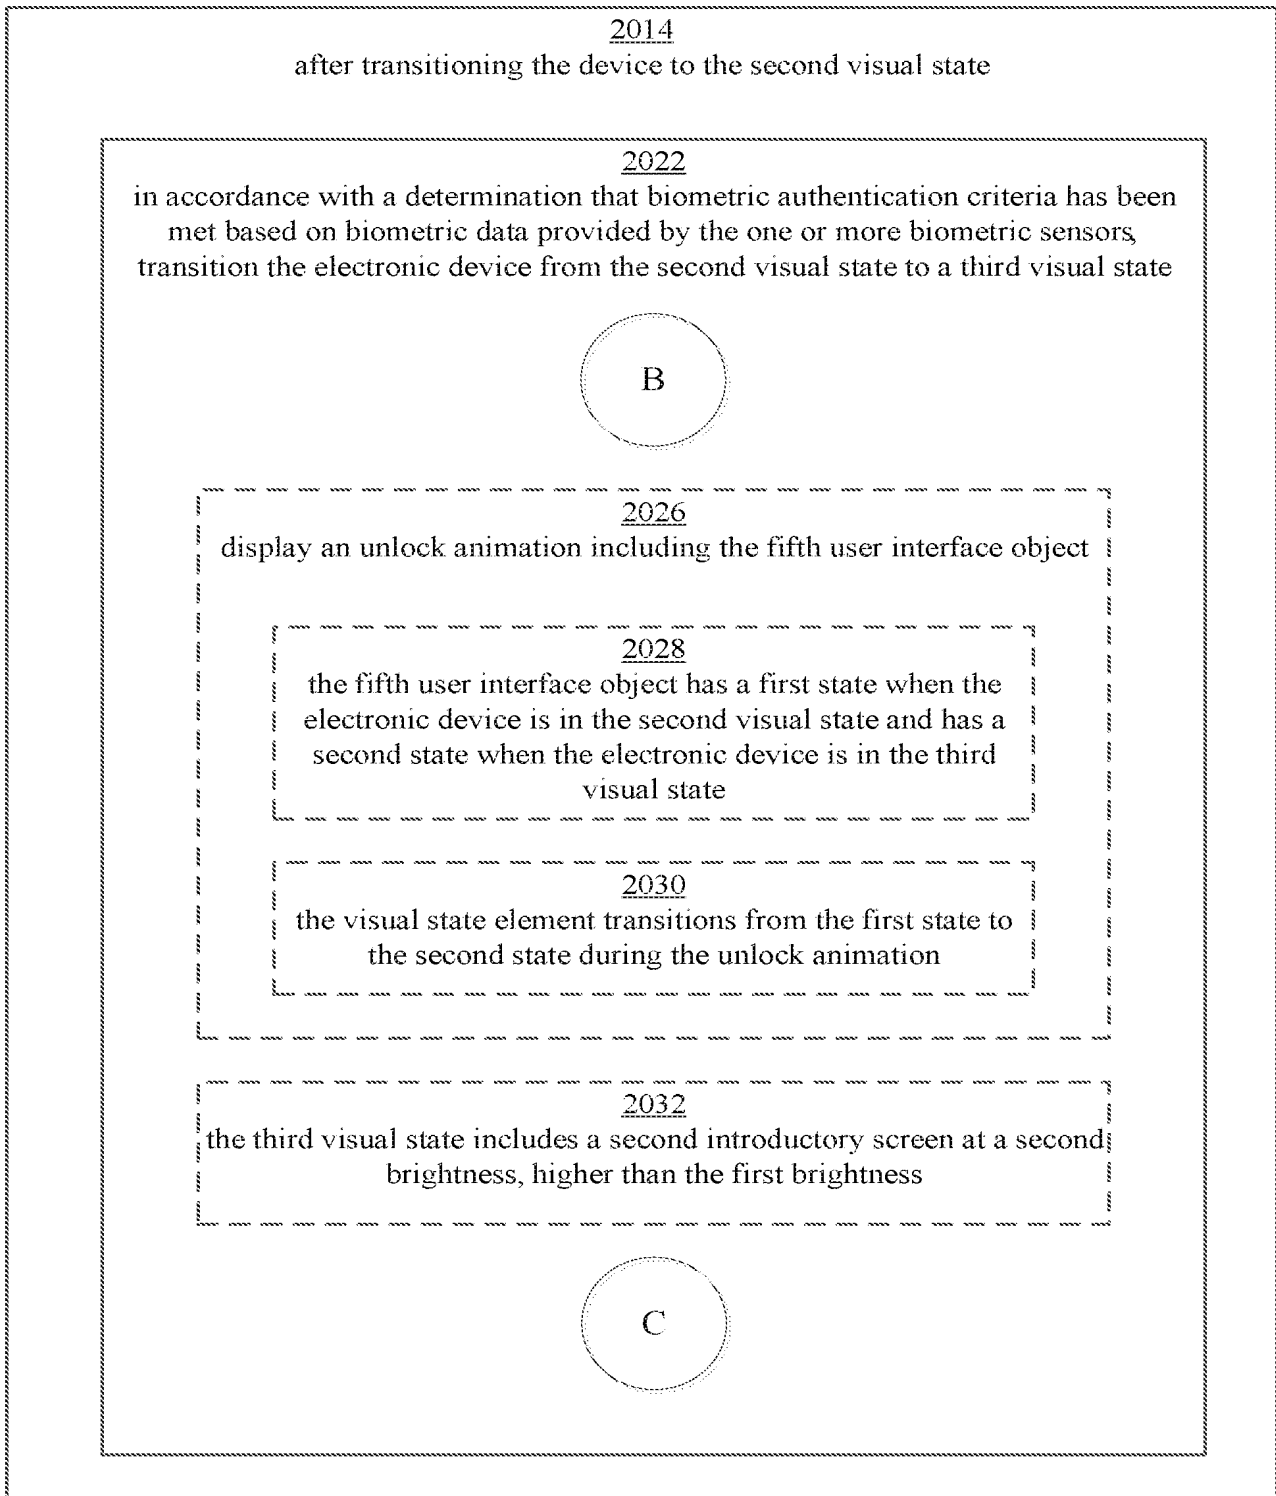 2014
after transitioning the device to the second visual state
2022
in accordance with a determination that biometric authentication criteria has been
met based on biometric data provided by the one or more biometric sensors,
transition the electronic device from the second visual state to a third visual state
B
2026
display an unlock animation including the fifth user interface object
2028
the fifth user interface object has a first state when the
electronic device is in the second visual state and has a
second state when the electronic device is in the third
visual state
2030
the visual state element transitions from the first state to
the second state during the unlock animation
2032
the third visual state includes a second introductory screen at a second
brightness, higher than the first brightness
C